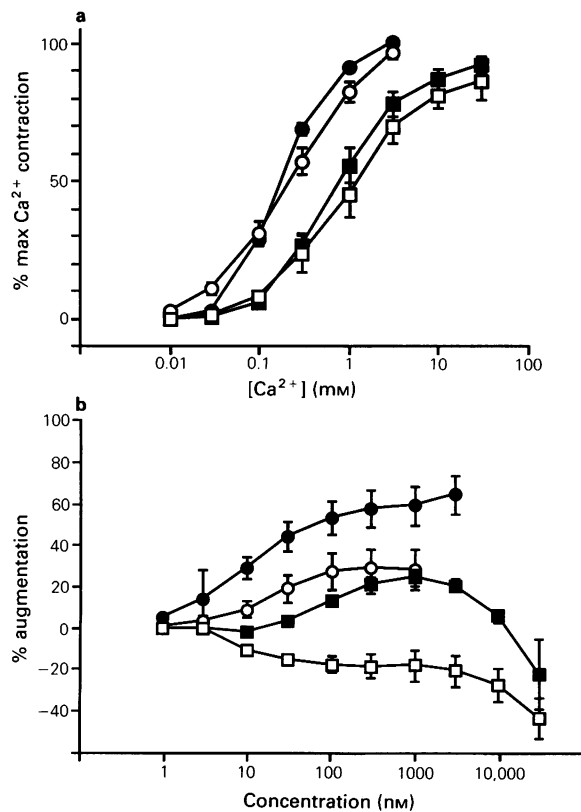 a
100
50
0
% max Ca²⁺ contraction
0.01 0.1 1 10 100
[Ca²⁺] (mM)
b
100
80
60
40
20
0
−20
−40
% augmentation
1 10 100 1000 10,000
Concentration (nM)